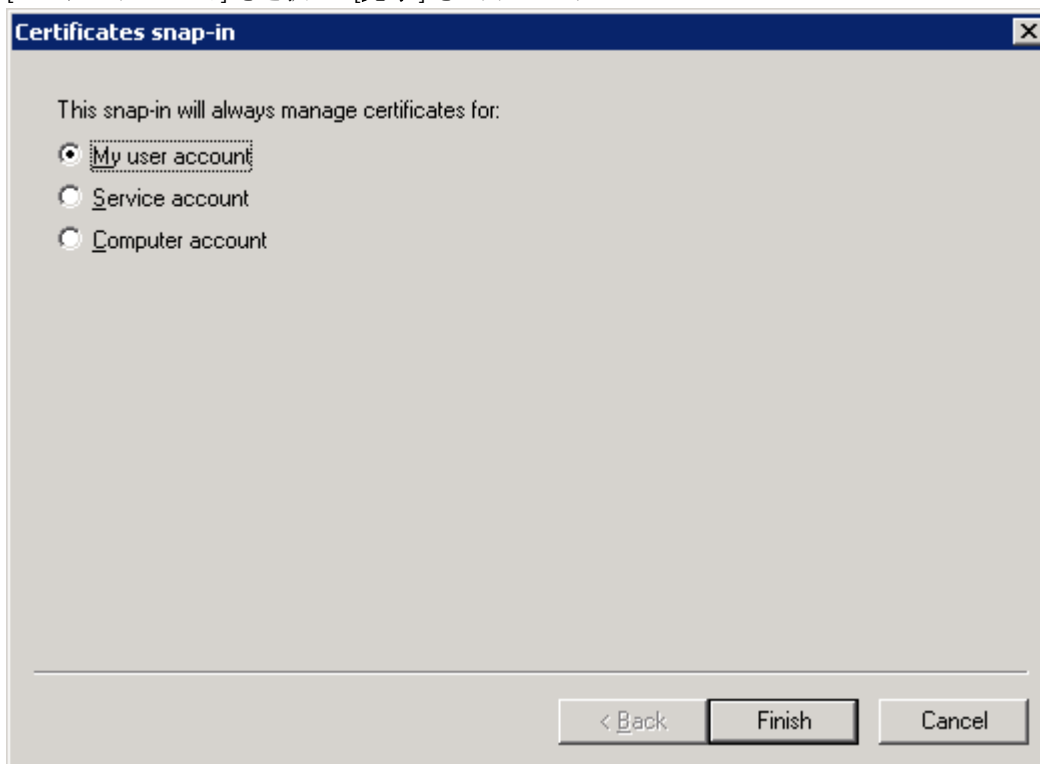 Certificates snap-in
This snap-in will always manage certificates for:
My user account
Service account
Computer account
< Back
Finish
Cancel